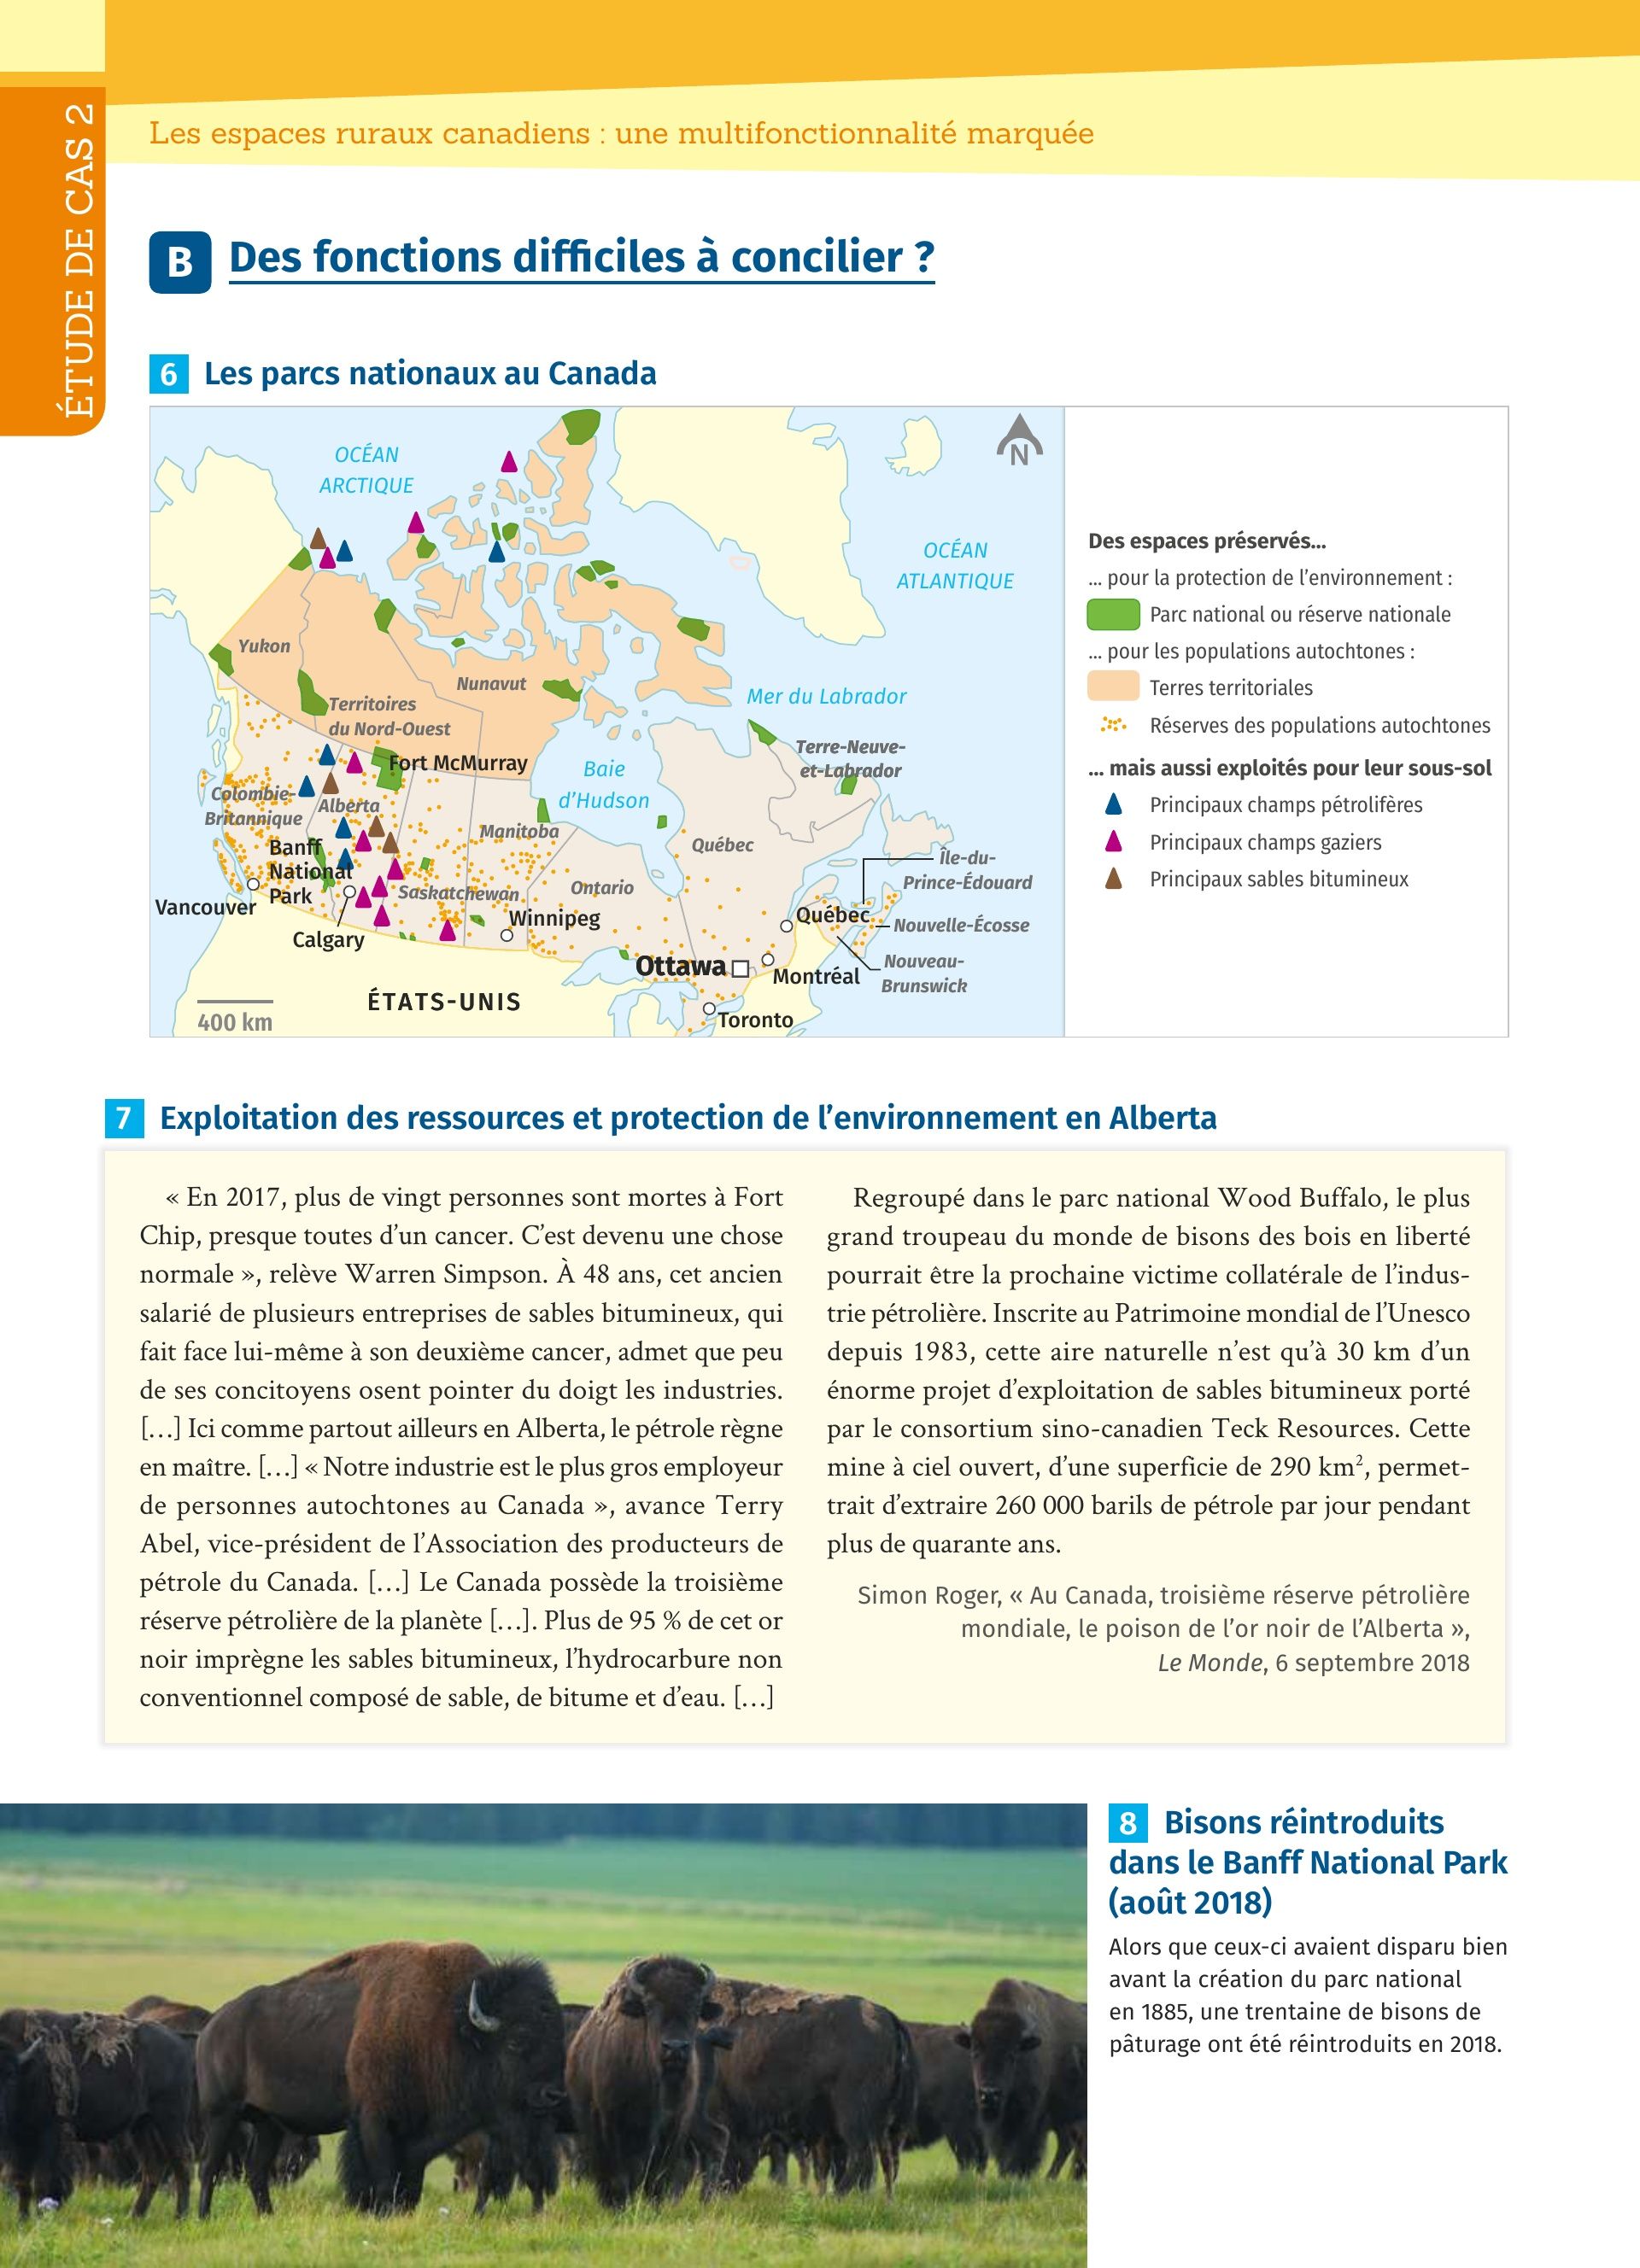 ÉTUDE DE CAS 2
Les espaces ruraux canadiens : une multifonctionnalité marquée
B Des fonctions difficiles à concilier ?
6 Les parcs nationaux au Canada
OCÉAN
ARCTIQUE
N
OCÉAN
ATLANTIQUE
Yukon
Nunavut
Territoires
du Nord-Ouest
Mer du Labrador
Terre-Neuve-
et-Labrador
Fort McMurray
Baie
d’Hudson
Colombie-
Britannique
Alberta
Manitoba
Québec
Banff
National
Park
Saskatchewan
Ontario
Île-du-
Prince-Édouard
Vancouver
Calgary
Winnipeg
Québec
Nouvelle-Écosse
Ottawa
Montréal
Nouveau-
Brunswick
ÉTATS-UNIS
Toronto
400 km
Des espaces préservés...
... pour la protection de l’environnement :
Parc national ou réserve nationale
... pour les populations autochtones :
Terres territoriales
Réserves des populations autochtones
... mais aussi exploités pour leur sous-sol
Principaux champs pétrolifères
Principaux champs gaziers
Principaux sables bitumineux
7 Exploitation des ressources et protection de l’environnement en Alberta
« En 2017, plus de vingt personnes sont mortes à Fort
Chip, presque toutes d’un cancer. C’est devenu une chose
normale », relève Warren Simpson. À 48 ans, cet ancien
salarié de plusieurs entreprises de sables bitumineux, qui
fait face lui-même à son deuxième cancer, admet que peu
de ses concitoyens osent pointer du doigt les industries.
[…] Ici comme partout ailleurs en Alberta, le pétrole règne
en maître. […] « Notre industrie est le plus gros employeur
de personnes autochtones au Canada », avance Terry
Abel, vice-président de l’Association des producteurs de
pétrole du Canada. […] Le Canada possède la troisième
réserve pétrolière de la planète […]. Plus de 95 % de cet or
noir imprègne les sables bitumineux, l’hydrocarbure non
conventionnel composé de sable, de bitume et d’eau. […]
Regroupé dans le parc national Wood Buffalo, le plus
grand troupeau du monde de bisons des bois en liberté
pourrait être la prochaine victime collatérale de l’indus-
trie pétrolière. Inscrite au Patrimoine mondial de l’Unesco
depuis 1983, cette aire naturelle n’est qu’à 30 km d’un
énorme projet d’exploitation de sables bitumineux porté
par le consortium sino-canadien Teck Resources. Cette
mine à ciel ouvert, d’une superficie de 290 km², permet-
trait d’extraire 260 000 barils de pétrole par jour pendant
plus de quarante ans.
Simon Roger, « Au Canada, troisième réserve pétrolière
mondiale, le poison de l’or noir de l’Alberta »,
Le Monde, 6 septembre 2018
8 Bisons réintroduits
dans le Banff National Park
(août 2018)
Alors que ceux-ci avaient disparu bien
avant la création du parc national
en 1885, une trentaine de bisons de
pâturage ont été réintroduits en 2018.